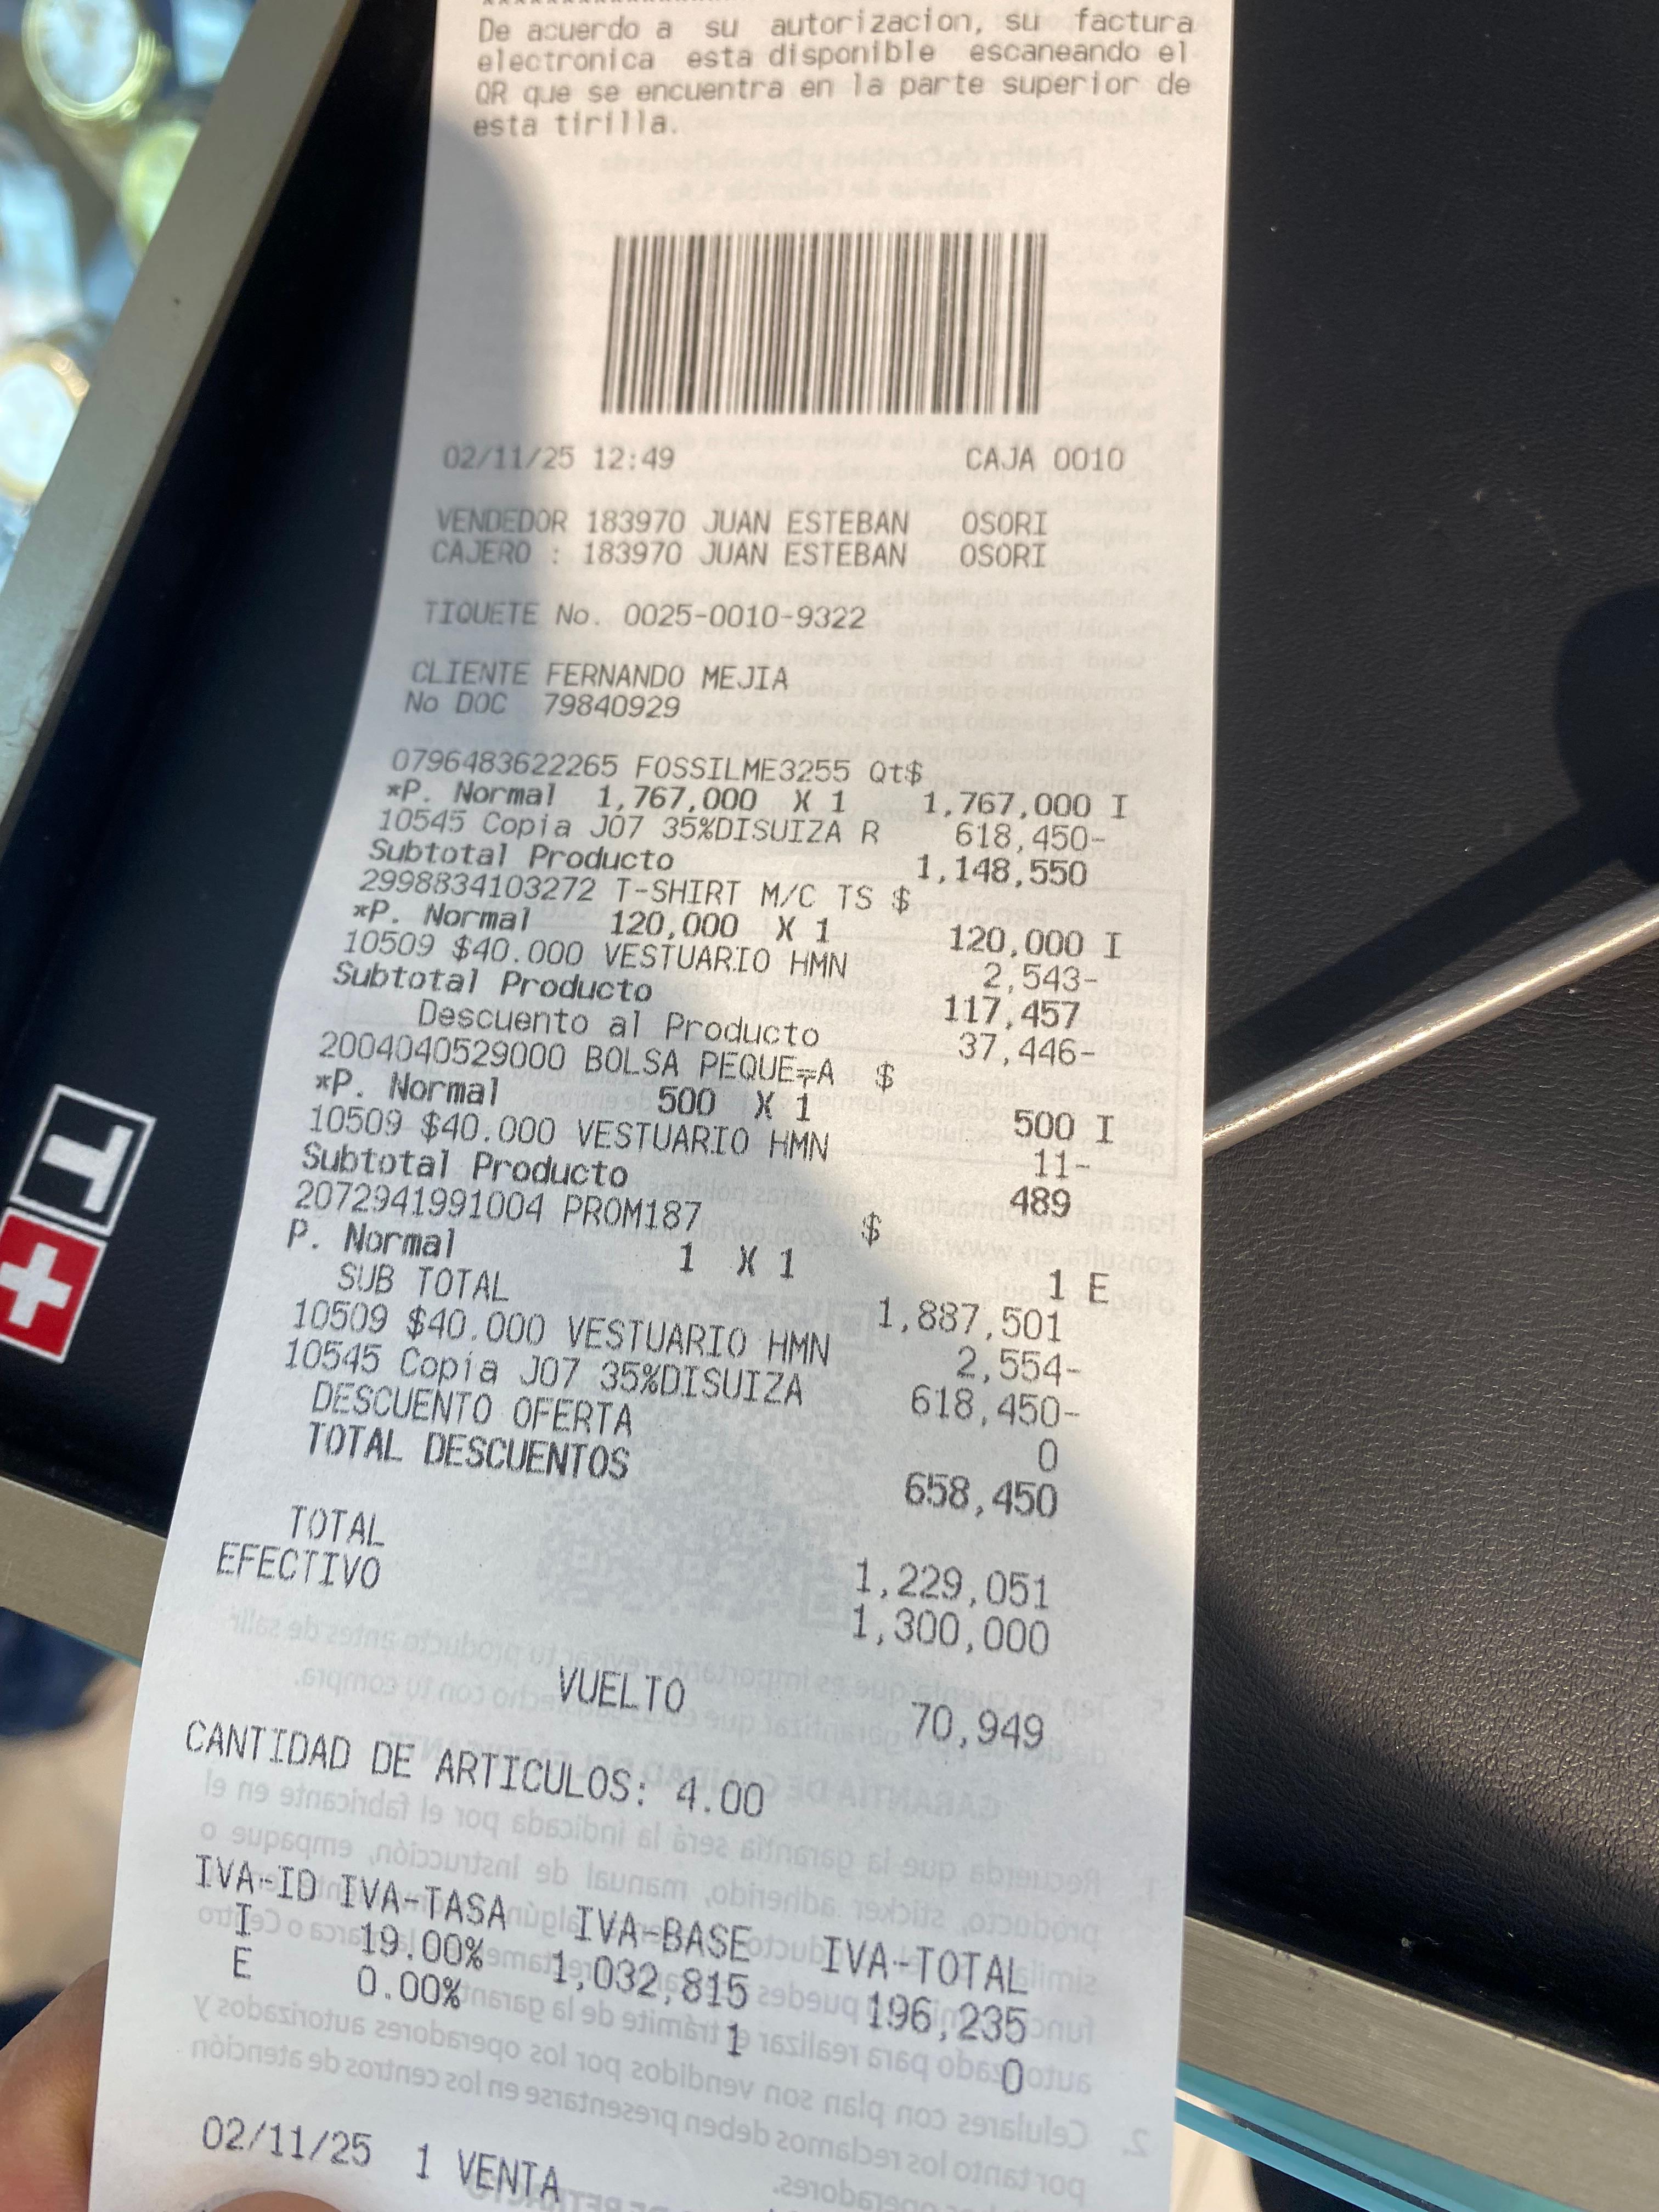 De acuerdo a su autorizacion, su factura
electronica esta disponible escaneando el
QR que se encuentra en la parte superior de
esta tirilla.
02/11/25 12:49 CAJA 0010
VENDEDOR 183970 JUAN ESTEBAN OSORI
CAJERO : 183970 JUAN ESTEBAN OSORI
TIQUETE No. 0025-0010-9322
CLIENTE FERNANDO MEJIA
No DOC 79840929
0796483622265 FOSSILME3255 Qt$
*P. Normal 1,767,000 X 1 1,767,000 I
10545 Copia J07 35%DISUIZA R 618,450-
Subtotal Producto 1,148,550
2998834103272 T-SHIRT M/C TS $
*P. Normal 120,000 X 1 120,000 I
10509 $40.000 VESTUARIO HMN 2,543-
Subtotal Producto 117,457
Descuento al Producto 37,446-
2004040529000 BOLSA PEQUE╤A $
*P. Normal 500 X 1 500 I
10509 $40.000 VESTUARIO HMN 11-
Subtotal Producto 489
2072941991004 PROM187 $
P. Normal 1 X 1 1 E
SUB TOTAL 1,887,501
10509 $40.000 VESTUARIO HMN 2,554-
10545 Copia J07 35%DISUIZA 618,450-
DESCUENTO OFERTA 0
TOTAL DESCUENTOS 658,450
TOTAL 1,229,051
EFECTIVO 1,300,000
VUELTO 70,949
CANTIDAD DE ARTICULOS: 4.00
IVA-ID IVA-TASA IVA-BASE IVA-TOTAL
I 19.00% 1,032,815 196,235
E 0.00% 1 0
02/11/25 1 VENTA
T+